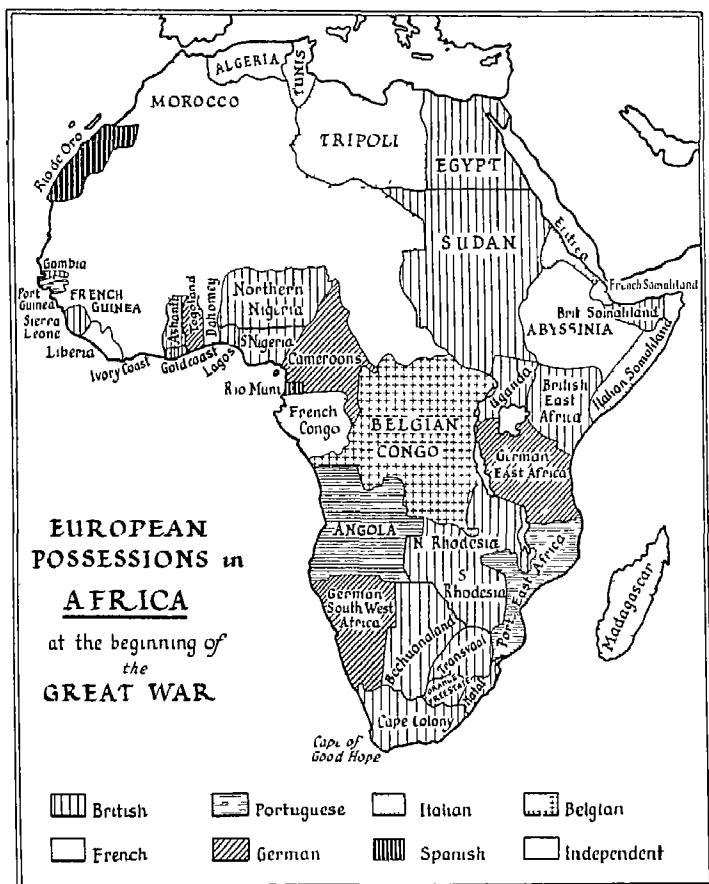 ALGERIA
TUNIS
MOROCCO
TRIPOLI
EGYPT
Rio de Oro
SUDAN
Eritrea
Gambia
Port Guinea
FRENCH GUINEA
Sierra Leone
Liberia
Ivory Coast
Ashanti
Togoland
Dahomey
Gold coast
Lagos
Northern
Nigeria
S Nigeria
Cameroons
French Somaliland
Brit Somaliland
ABYSSINIA
Italian Somaliland
Rio Muni
French
Congo
BELGIAN
CONGO
Uganda
British
East
Africa
German
East Africa
ANGOLA
N Rhodesia
S
Rhodesia
Port East Africa
Madagascar
German
South West
Africa
Bechuanaland
Transvaal
ORANGE
FREESTATE
Natal
Cape Colony
Cape of
Good Hope
EUROPEAN
POSSESSIONS in
AFRICA
at the beginning of
the
GREAT WAR
British
Portuguese
Italian
Belgian
French
German
Spanish
Independent